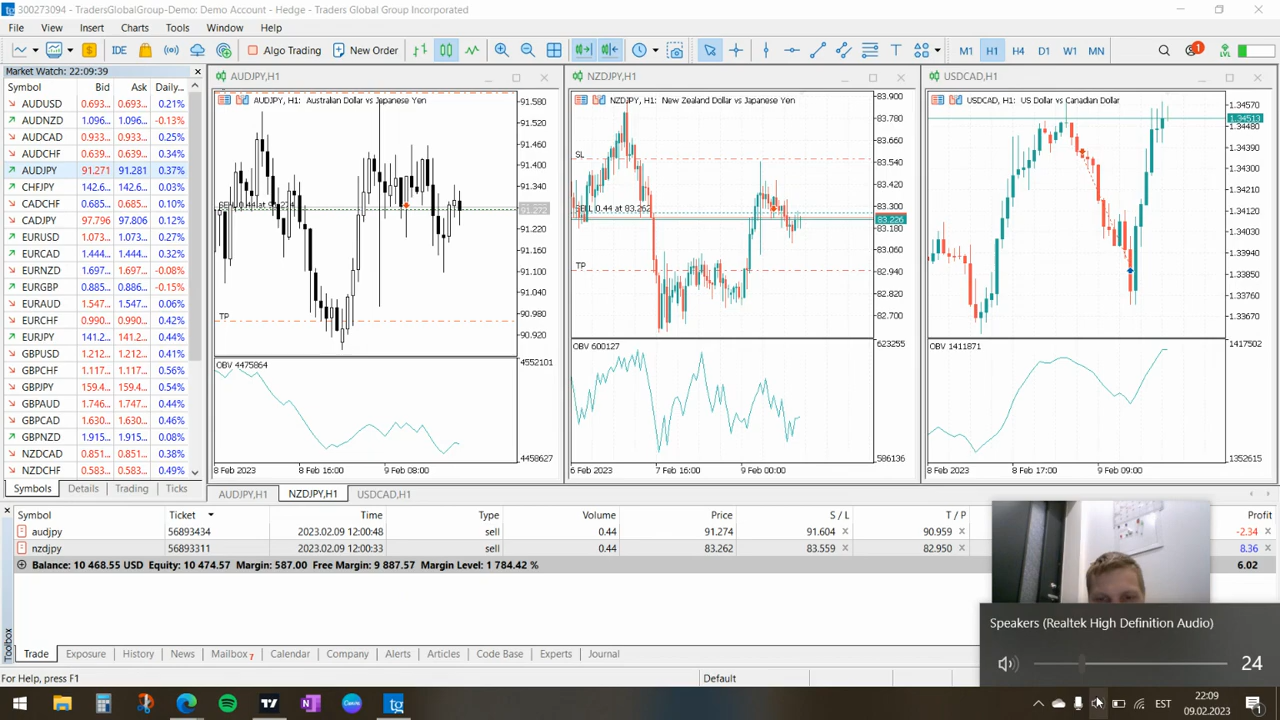 300273094 - TradersGlobalGroup-Demo: Demo Account - Hedge - Traders Global Group Incorporated
File View Insert Charts Tools Window Help
IDE Algo Trading New Order M1 H1 H4 D1 W1 MN 1 LVL
Market Watch: 22:09:39
Symbol Bid Ask Daily...
AUDUSD 0.693... 0.693... 0.21%
AUDNZD 1.096... 1.096... -0.13%
AUDCAD 0.933... 0.933... 0.25%
AUDCHF 0.639... 0.639... 0.34%
AUDJPY 91.271 91.281 0.37%
CHFJPY 142.6... 142.6... 0.03%
CADCHF 0.685... 0.685... 0.10%
CADJPY 97.796 97.806 0.12%
EURUSD 1.073... 1.073... 0.27%
EURCAD 1.444... 1.444... 0.32%
EURNZD 1.697... 1.697... -0.08%
EURGBP 0.885... 0.886... -0.15%
EURAUD 1.547... 1.547... 0.06%
EURCHF 0.990... 0.990... 0.42%
EURJPY 141.2... 141.2... 0.44%
GBPUSD 1.212... 1.212... 0.41%
GBPCHF 1.117... 1.117... 0.56%
GBPJPY 159.4... 159.4... 0.54%
GBPAUD 1.746... 1.747... 0.44%
GBPCAD 1.630... 1.630... 0.46%
GBPNZD 1.915... 1.915... 0.08%
NZDCAD 0.851... 0.851... 0.38%
NZDCHF 0.583... 0.583... 0.49%
Symbols Details Trading Ticks
AUDJPY,H1
AUDJPY, H1: Australian Dollar vs Japanese Yen
91.580
91.520
91.460
91.400
91.340
91.272
91.220
91.160
91.100
91.040
90.980
90.920
SELL 0.44 at 91.274
TP
OBV 4475864
4552101
4458627
8 Feb 2023 8 Feb 16:00 9 Feb 08:00
NZDJPY,H1
NZDJPY, H1: New Zealand Dollar vs Japanese Yen
83.900
83.780
83.660
83.540
83.420
83.300
83.226
83.180
83.060
82.940
82.820
82.700
SL
SELL 0.44 at 83.262
TP
OBV 600127
623255
586136
6 Feb 2023 7 Feb 16:00 9 Feb 00:00
USDCAD,H1
USDCAD, H1: US Dollar vs Canadian Dollar
1.34570
1.34513
1.34480
1.34390
1.34300
1.34210
1.34120
1.34030
1.33940
1.33850
1.33760
1.33670
OBV 1411871
1417502
1352615
8 Feb 2023 8 Feb 17:00 9 Feb 09:00
AUDJPY,H1 NZDJPY,H1 USDCAD,H1
Symbol Ticket Time Type Volume Price S / L T / P Profit
audjpy 56893434 2023.02.09 12:00:48 sell 0.44 91.274 91.604 90.959 -2.34
nzdjpy 56893311 2023.02.09 12:00:33 sell 0.44 83.262 83.559 82.950 8.36
Balance: 10 468.55 USD Equity: 10 474.57 Margin: 587.00 Free Margin: 9 887.57 Margin Level: 1 784.42 % 6.02
Speakers (Realtek High Definition Audio)
24
Toolbox
Trade Exposure History News Mailbox 7 Calendar Company Alerts Articles Code Base Experts Journal
For Help, press F1 Default
EST 22:09
09.02.2023